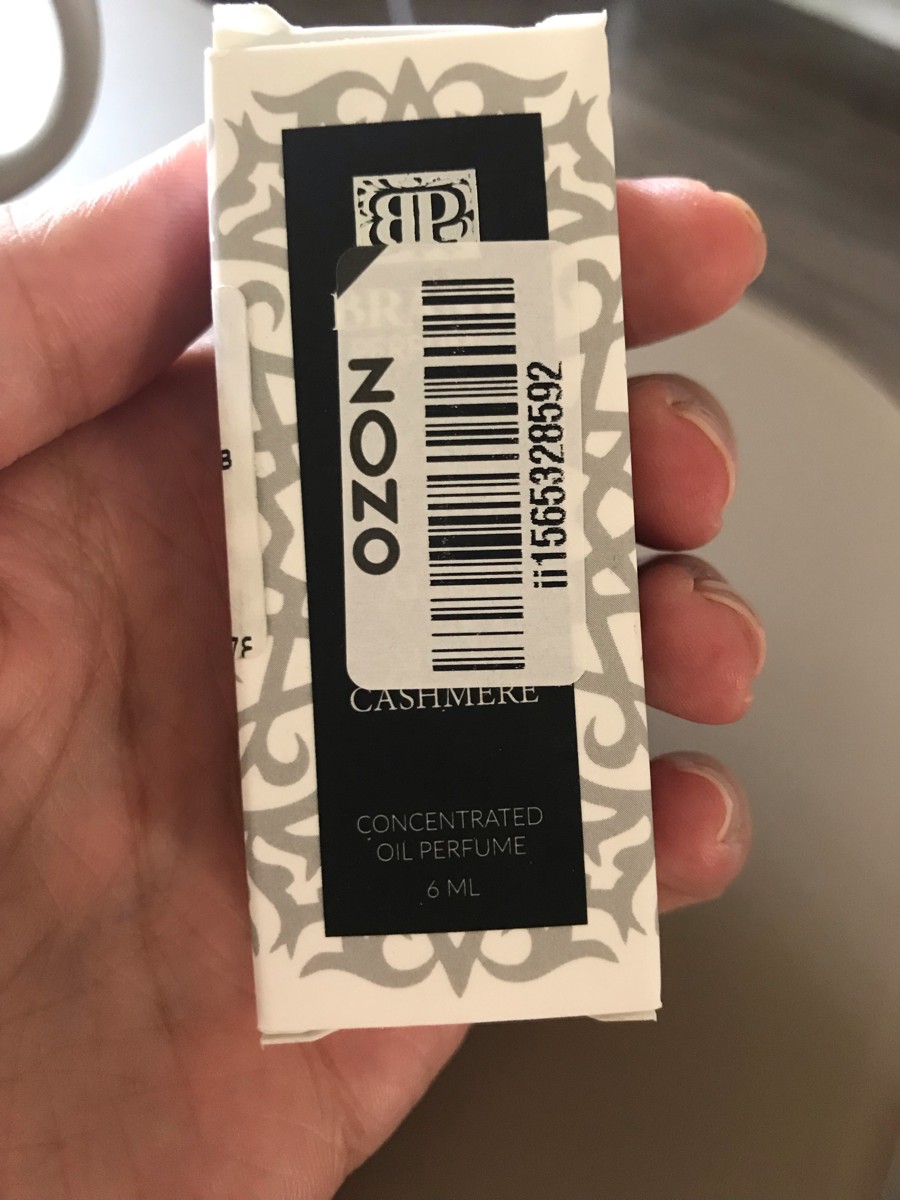 BP
OZON
ii1565328592
CASHMERE
CONCENTRATED
OIL PERFUME
6 ML